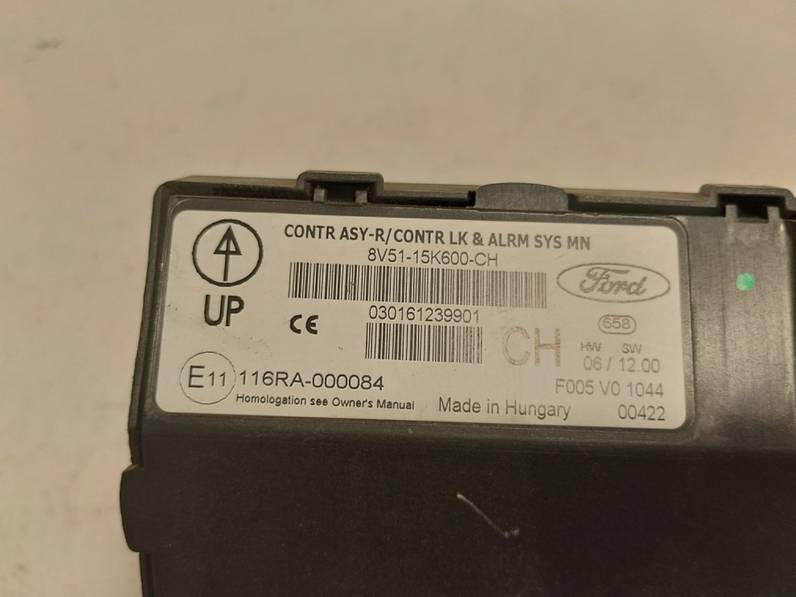 CONTR ASY-R/CONTR LK & ALRM SYS MN
8V51-15K600-CH
Ford
UP
CE
030161239901
CH
658
HW SW
06 / 12.00
E11 116RA-000084
F005 V0 1044
Homologation see Owner's Manual
Made in Hungary
00422